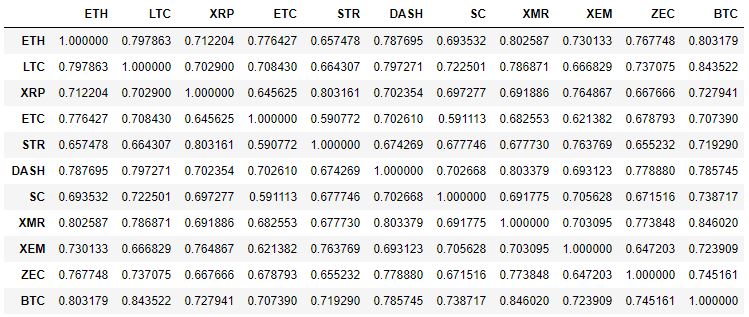 ETH LTC XRP ETC STR DASH SC XMR XEM ZEC BTC
ETH 1.000000 0.797863 0.712204 0.776427 0.657478 0.787695 0.693532 0.802587 0.730133 0.767748 0.803179
LTC 0.797863 1.000000 0.702900 0.708430 0.664307 0.797271 0.722501 0.786871 0.666829 0.737075 0.843522
XRP 0.712204 0.702900 1.000000 0.645625 0.803161 0.702354 0.697277 0.691886 0.764867 0.667666 0.727941
ETC 0.776427 0.708430 0.645625 1.000000 0.590772 0.702610 0.591113 0.682553 0.621382 0.678793 0.707390
STR 0.657478 0.664307 0.803161 0.590772 1.000000 0.674269 0.677746 0.677730 0.763769 0.655232 0.719290
DASH 0.787695 0.797271 0.702354 0.702610 0.674269 1.000000 0.702668 0.803379 0.693123 0.778880 0.785745
SC 0.693532 0.722501 0.697277 0.591113 0.677746 0.702668 1.000000 0.691775 0.705628 0.671516 0.738717
XMR 0.802587 0.786871 0.691886 0.682553 0.677730 0.803379 0.691775 1.000000 0.703095 0.773848 0.846020
XEM 0.730133 0.666829 0.764867 0.621382 0.763769 0.693123 0.705628 0.703095 1.000000 0.647203 0.723909
ZEC 0.767748 0.737075 0.667666 0.678793 0.655232 0.778880 0.671516 0.773848 0.647203 1.000000 0.745161
BTC 0.803179 0.843522 0.727941 0.707390 0.719290 0.785745 0.738717 0.846020 0.723909 0.745161 1.000000